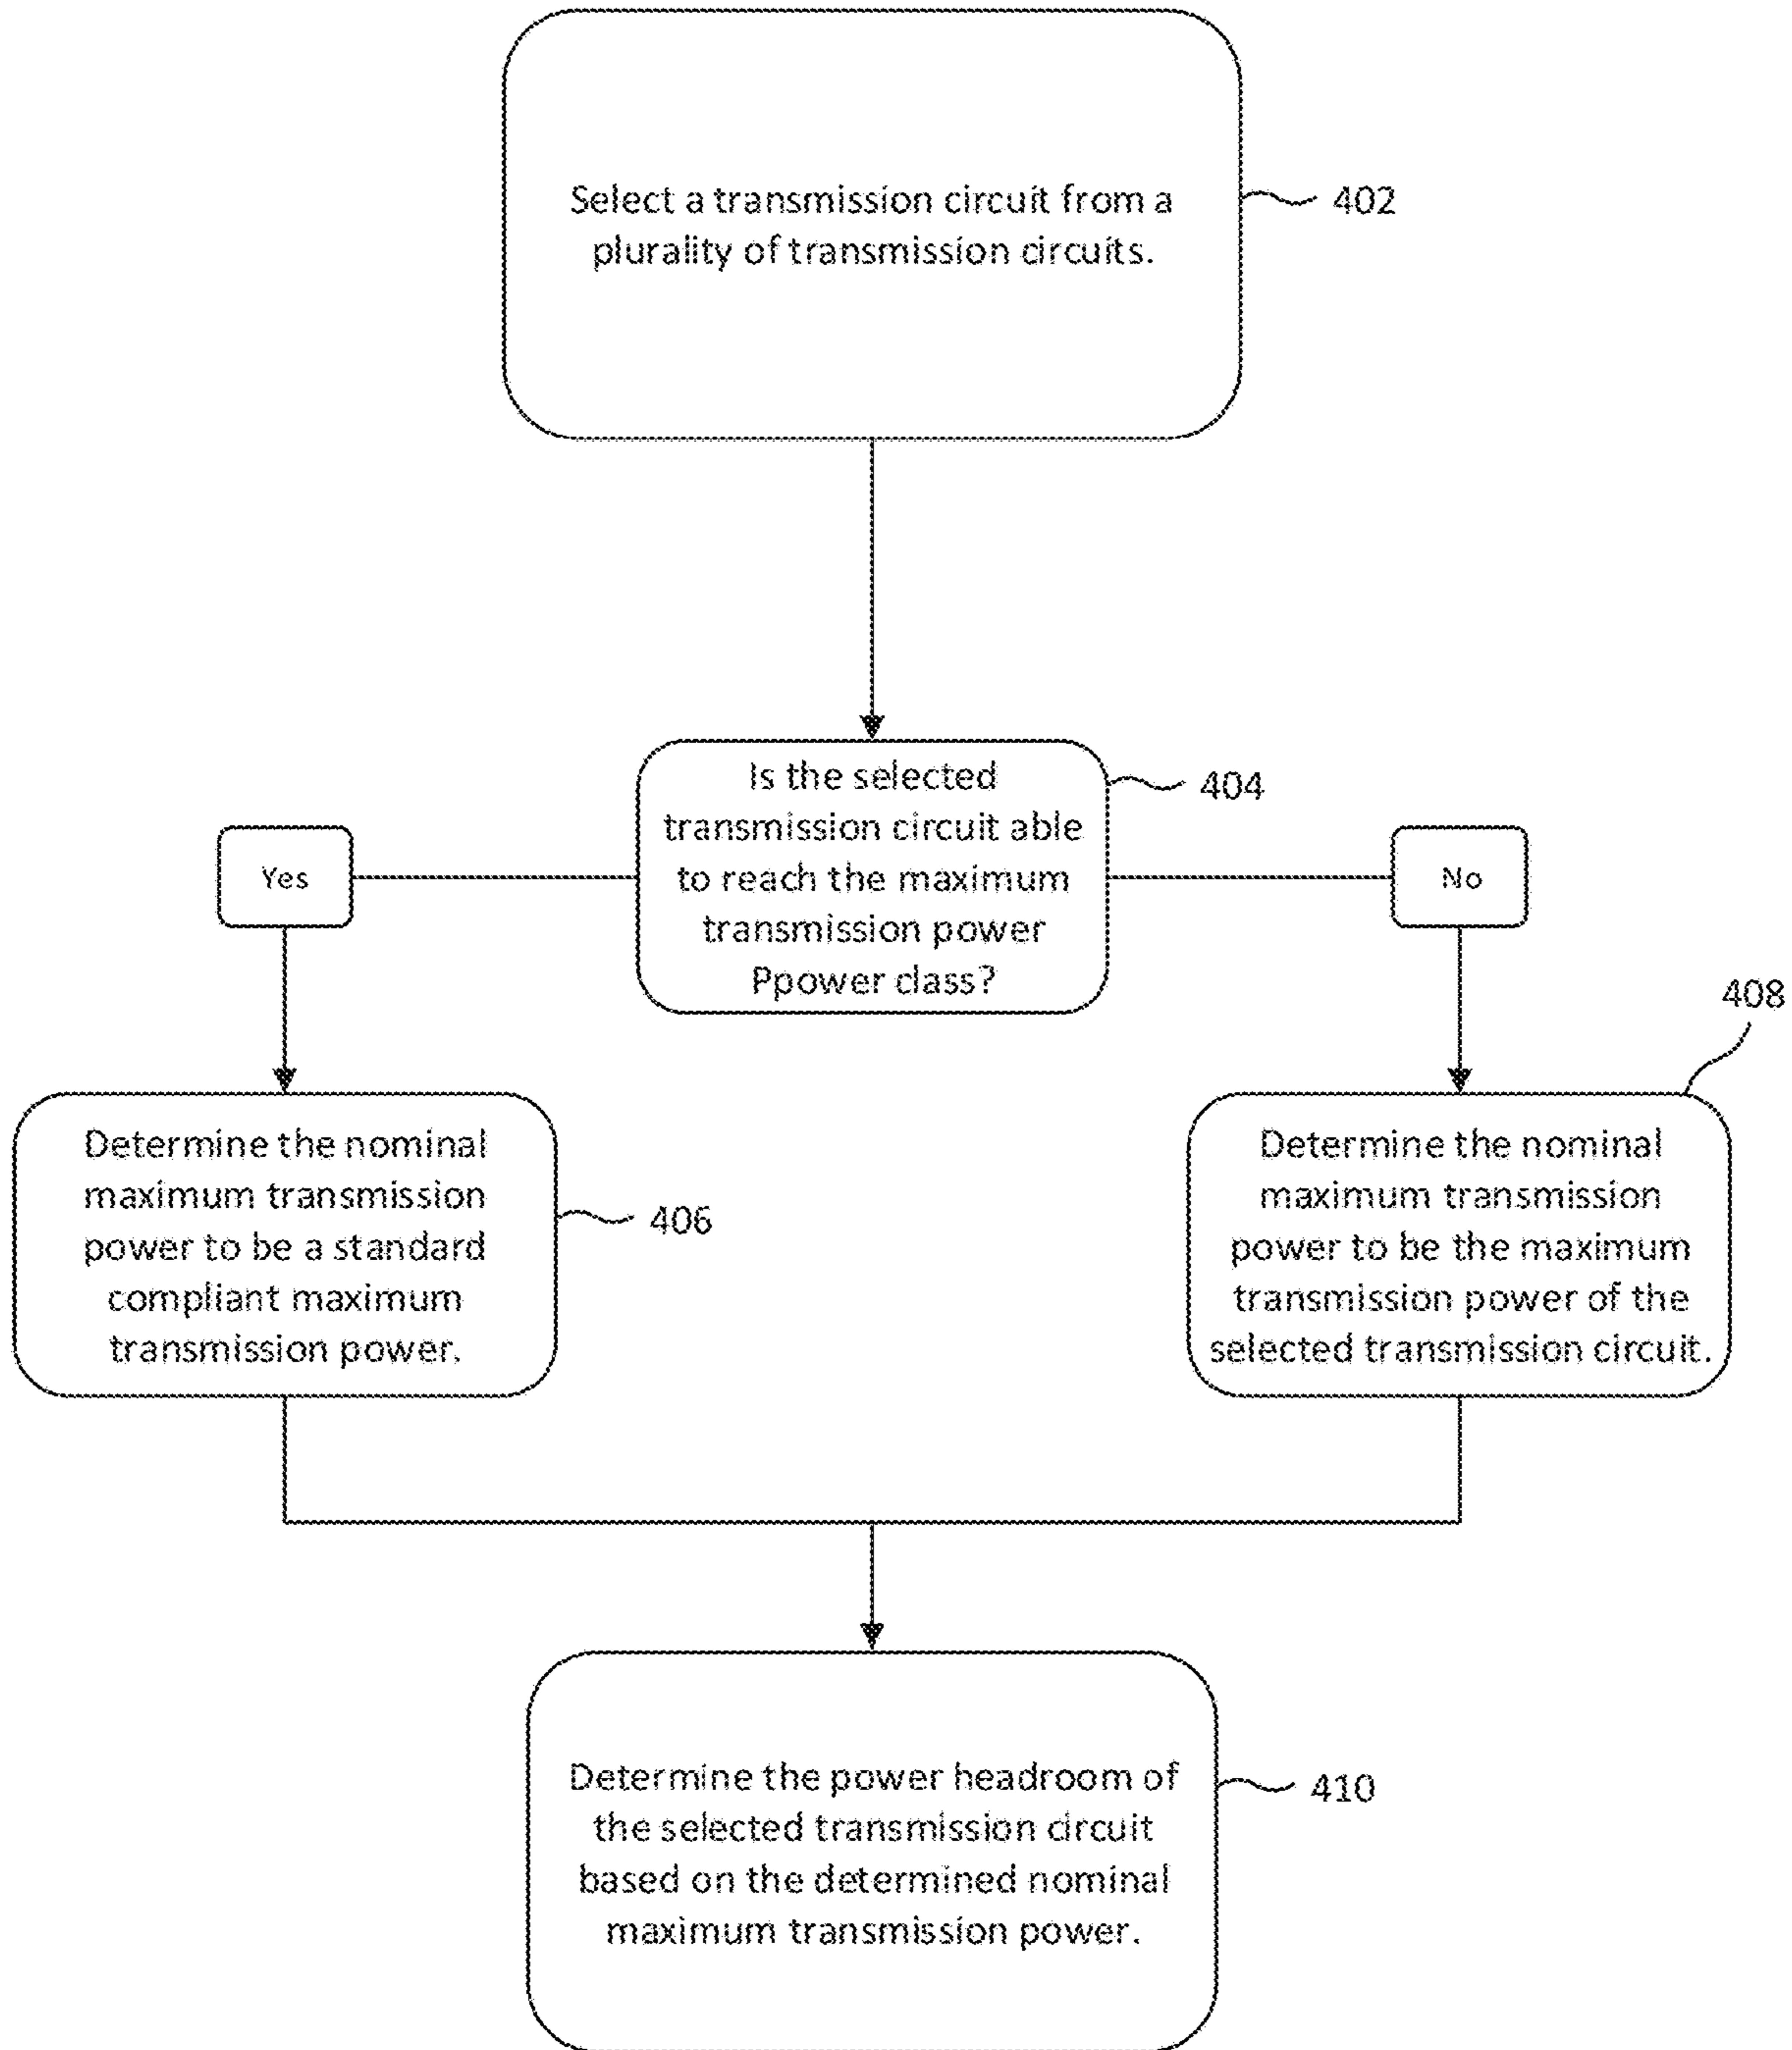 Select a transmission circuit from a
plurality of transmission circuits.
402
Is the selected
transmission circuit able
to reach the maximum
transmission power
Ppower class?
404
Yes
No
408
Determine the nominal
maximum transmission
power to be a standard
compliant maximum
transmission power.
406
Determine the nominal
maximum transmission
power to be the maximum
transmission power of the
selected transmission circuit.
Determine the power headroom of
the selected transmission circuit
based on the determined nominal
maximum transmission power.
410